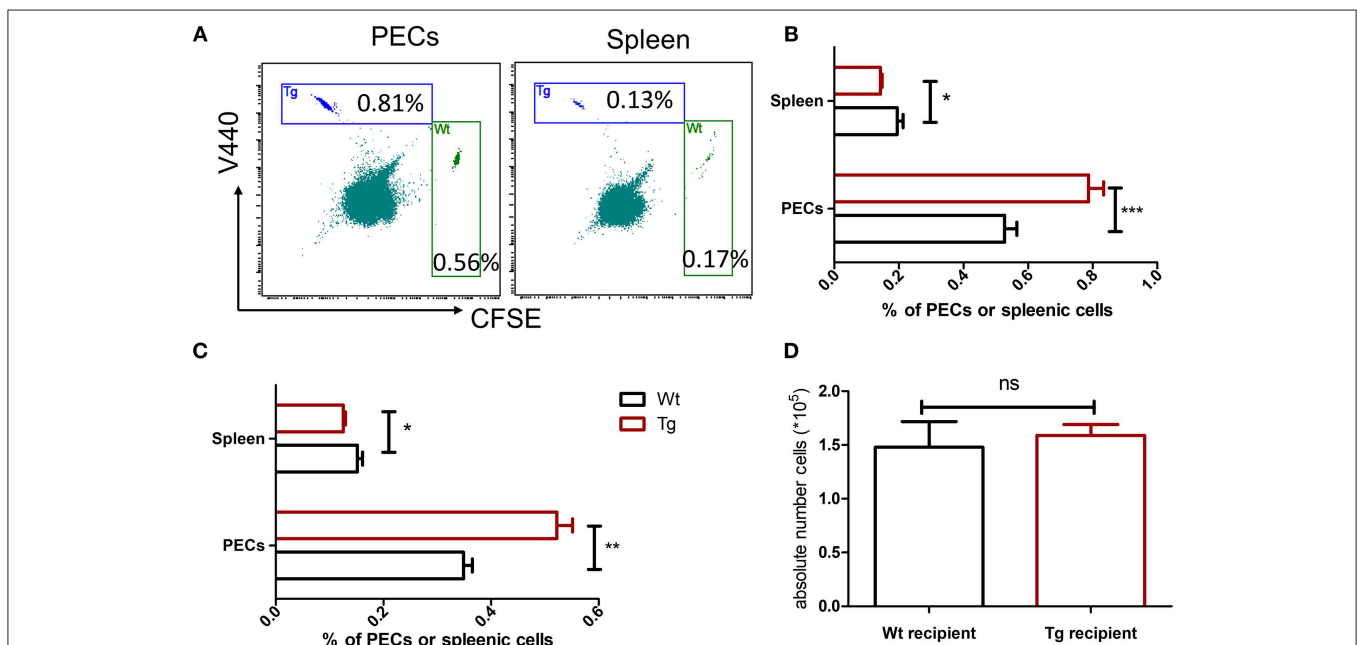 A
PECs
Spleen
Tg
0.81%
Wt
0.56%
Tg
0.13%
Wt
0.17%
V440
CFSE
B
Spleen
*
PECs
***
0.0
0.2
0.4
0.6
0.8
1.0
% of PECs or spleenic cells
C
Spleen
*
PECs
**
0.0
0.2
0.4
0.6
% of PECs or spleenic cells
Wt
Tg
D
absolute number cells (*10⁵)
2.0
1.5
1.0
0.5
0.0
ns
Wt recipient
Tg recipient